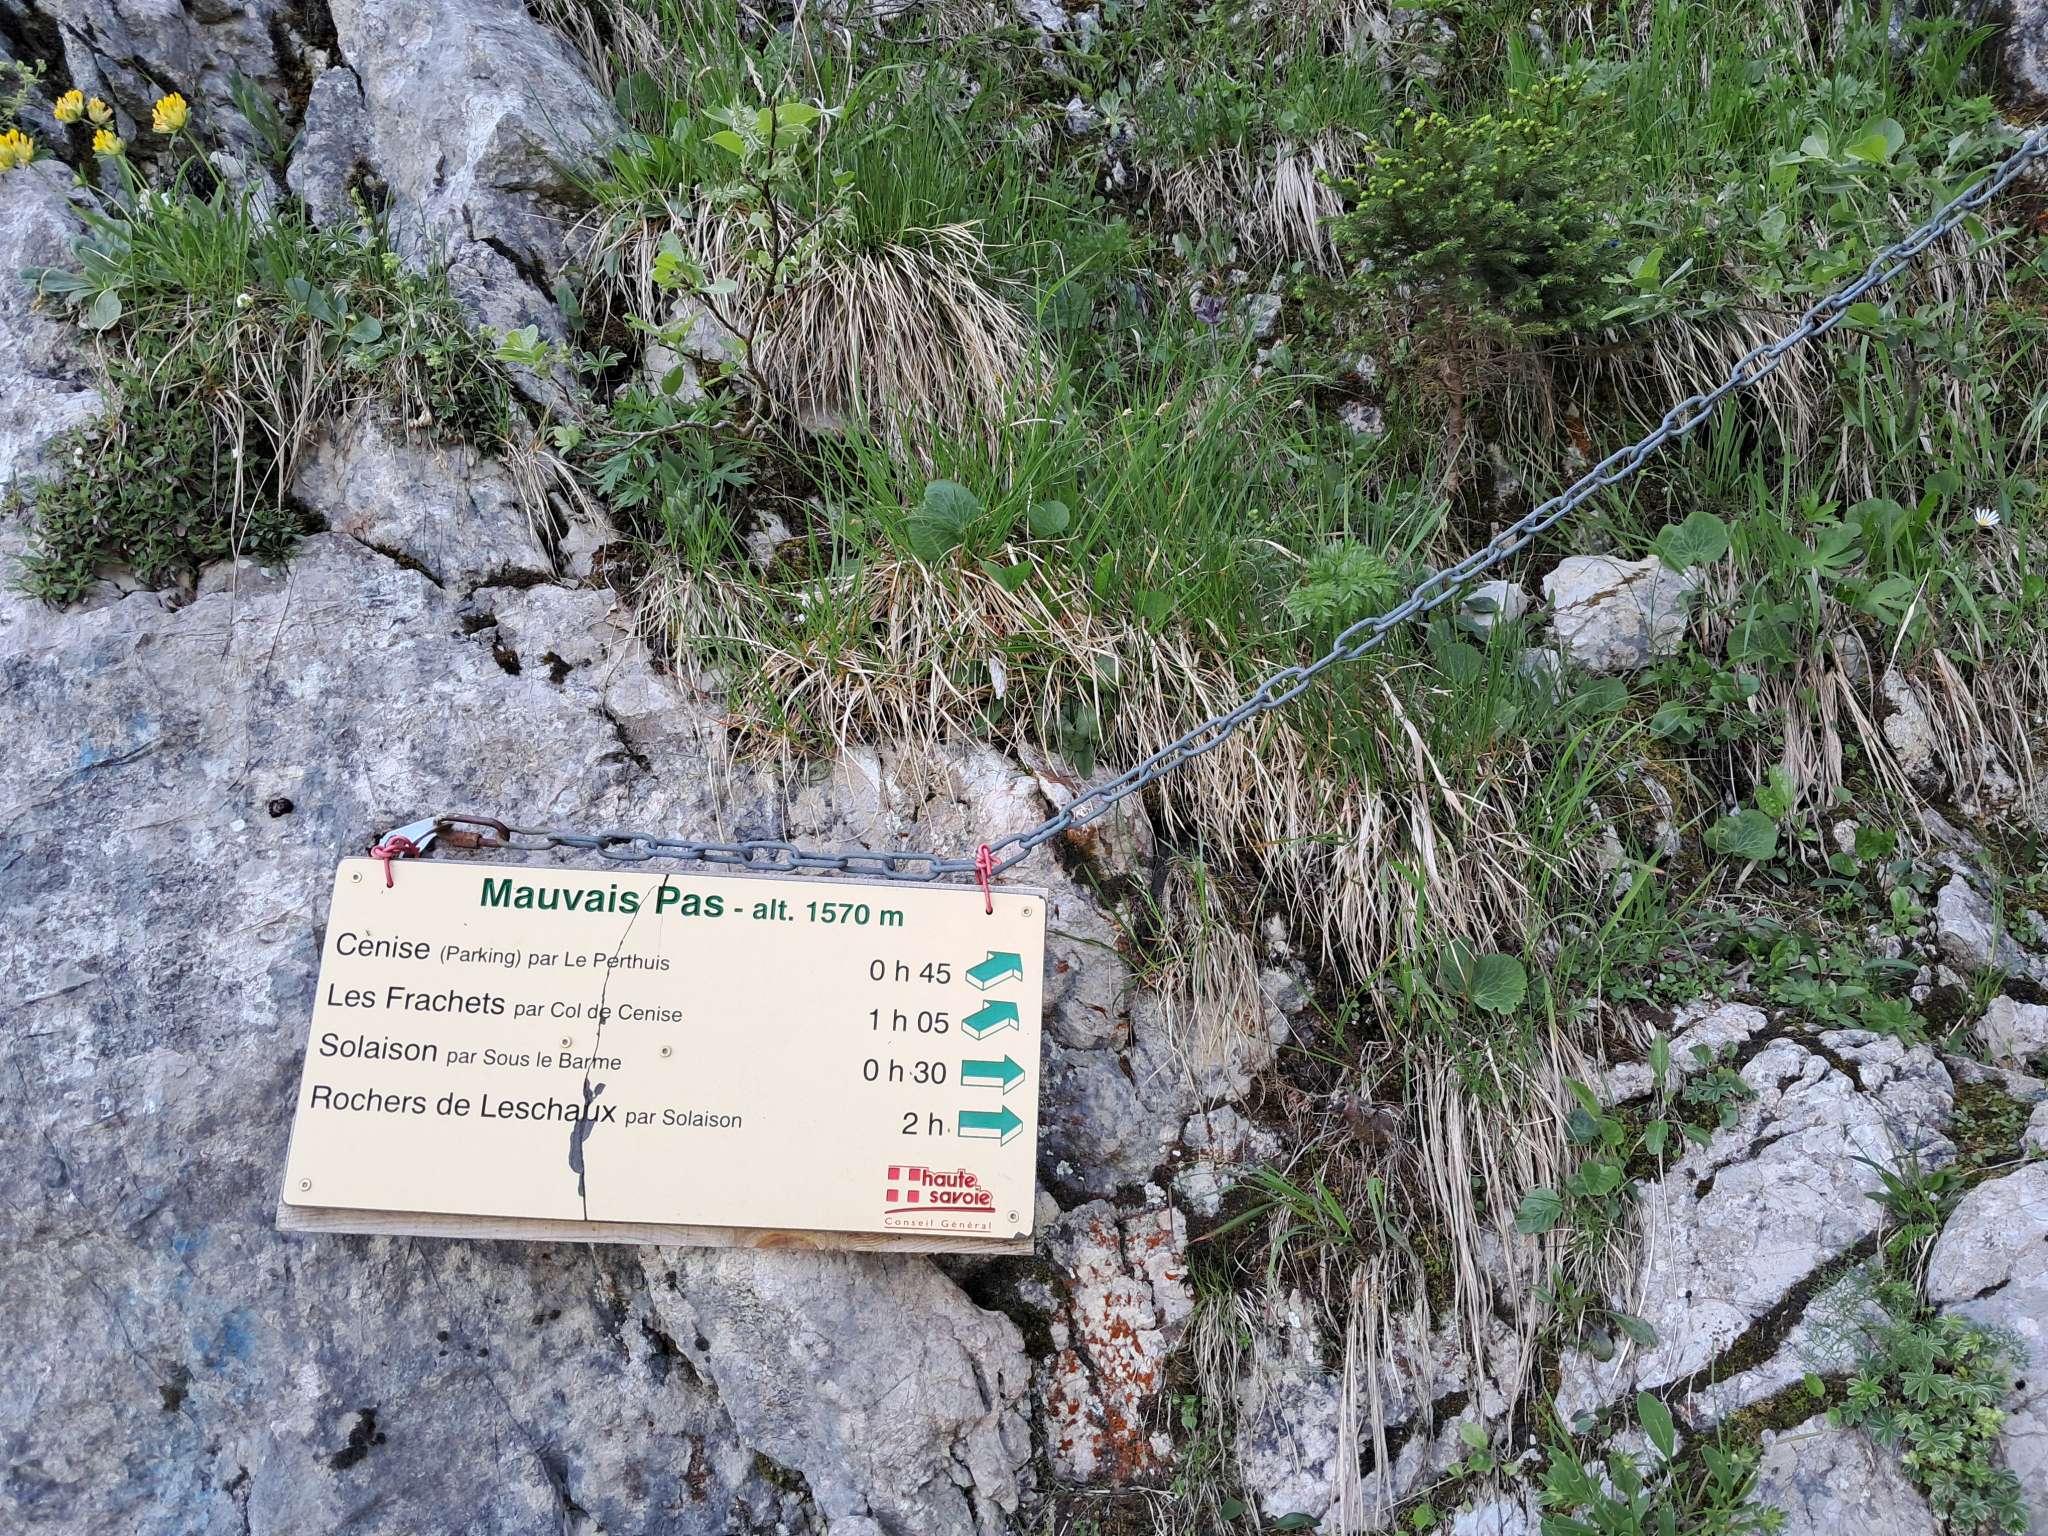 Mauvais Pas - alt. 1570 m
Cenise (Parking) par Le Perthuis 0 h 45
Les Frachets par Col de Cenise 1 h 05
Solaison par Sous le Barme 0 h 30
Rochers de Leschaux par Solaison 2 h
haute
savoie
Conseil Général